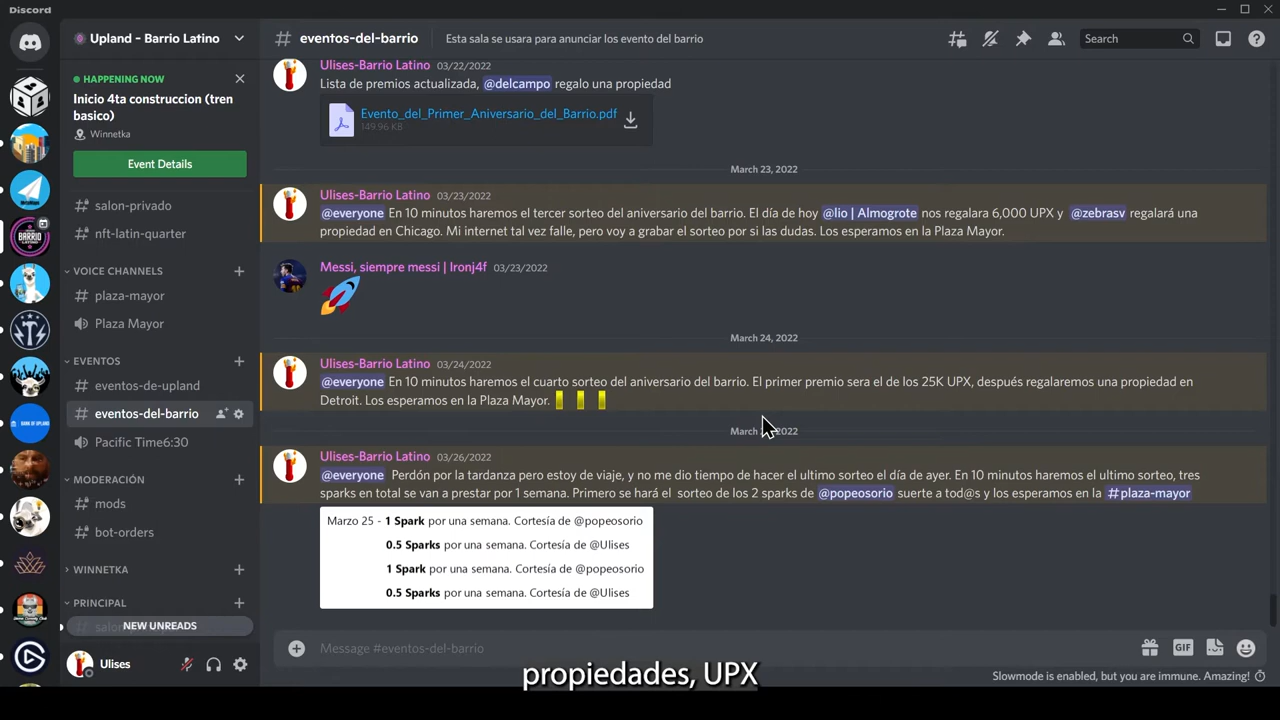 Discord
Upland - Barrio Latino
HAPPENING NOW
Inicio 4ta construccion (tren
basico)
Winnetka
Event Details
salon-privado
nft-latin-quarter
VOICE CHANNELS
plaza-mayor
Plaza Mayor
EVENTOS
eventos-de-upland
eventos-del-barrio
Pacific Time6:30
MODERACIÓN
mods
bot-orders
WINNETKA
PRINCIPAL
NEW UNREADS
Ulises
eventos-del-barrio
Esta sala se usara para anunciar los evento del barrio
Search
Ulises-Barrio Latino 03/22/2022
Lista de premios actualizada, @delcampo regalo una propiedad
Evento_del_Primer_Aniversario_del_Barrio.pdf
149.96 KB
March 23, 2022
Ulises-Barrio Latino 03/23/2022
@everyone En 10 minutos haremos el tercer sorteo del aniversario del barrio. El día de hoy @lio | Almogrote nos regalara 6,000 UPX y @zebrasv regalará una
propiedad en Chicago. Mi internet tal vez falle, pero voy a grabar el sorteo por si las dudas. Los esperamos en la Plaza Mayor.
Messi, siempre messi | Ironj4f 03/23/2022
March 24, 2022
Ulises-Barrio Latino 03/24/2022
@everyone En 10 minutos haremos el cuarto sorteo del aniversario del barrio. El primer premio sera el de los 25K UPX, después regalaremos una propiedad en
Detroit. Los esperamos en la Plaza Mayor.
March 2022
Ulises-Barrio Latino 03/26/2022
@everyone Perdón por la tardanza pero estoy de viaje, y no me dio tiempo de hacer el ultimo sorteo el día de ayer. En 10 minutos haremos el ultimo sorteo, tres
sparks en total se van a prestar por 1 semana. Primero se hará el sorteo de los 2 sparks de @popeosorio suerte a tod@s y los esperamos en la #plaza-mayor
Marzo 25 - 1 Spark por una semana. Cortesía de @popeosorio
0.5 Sparks por una semana. Cortesía de @Ulises
1 Spark por una semana. Cortesía de @popeosorio
0.5 Sparks por una semana. Cortesía de @Ulises
Message #eventos-del-barrio
GIF
propiedades, UPX
Slowmode is enabled, but you are immune. Amazing!